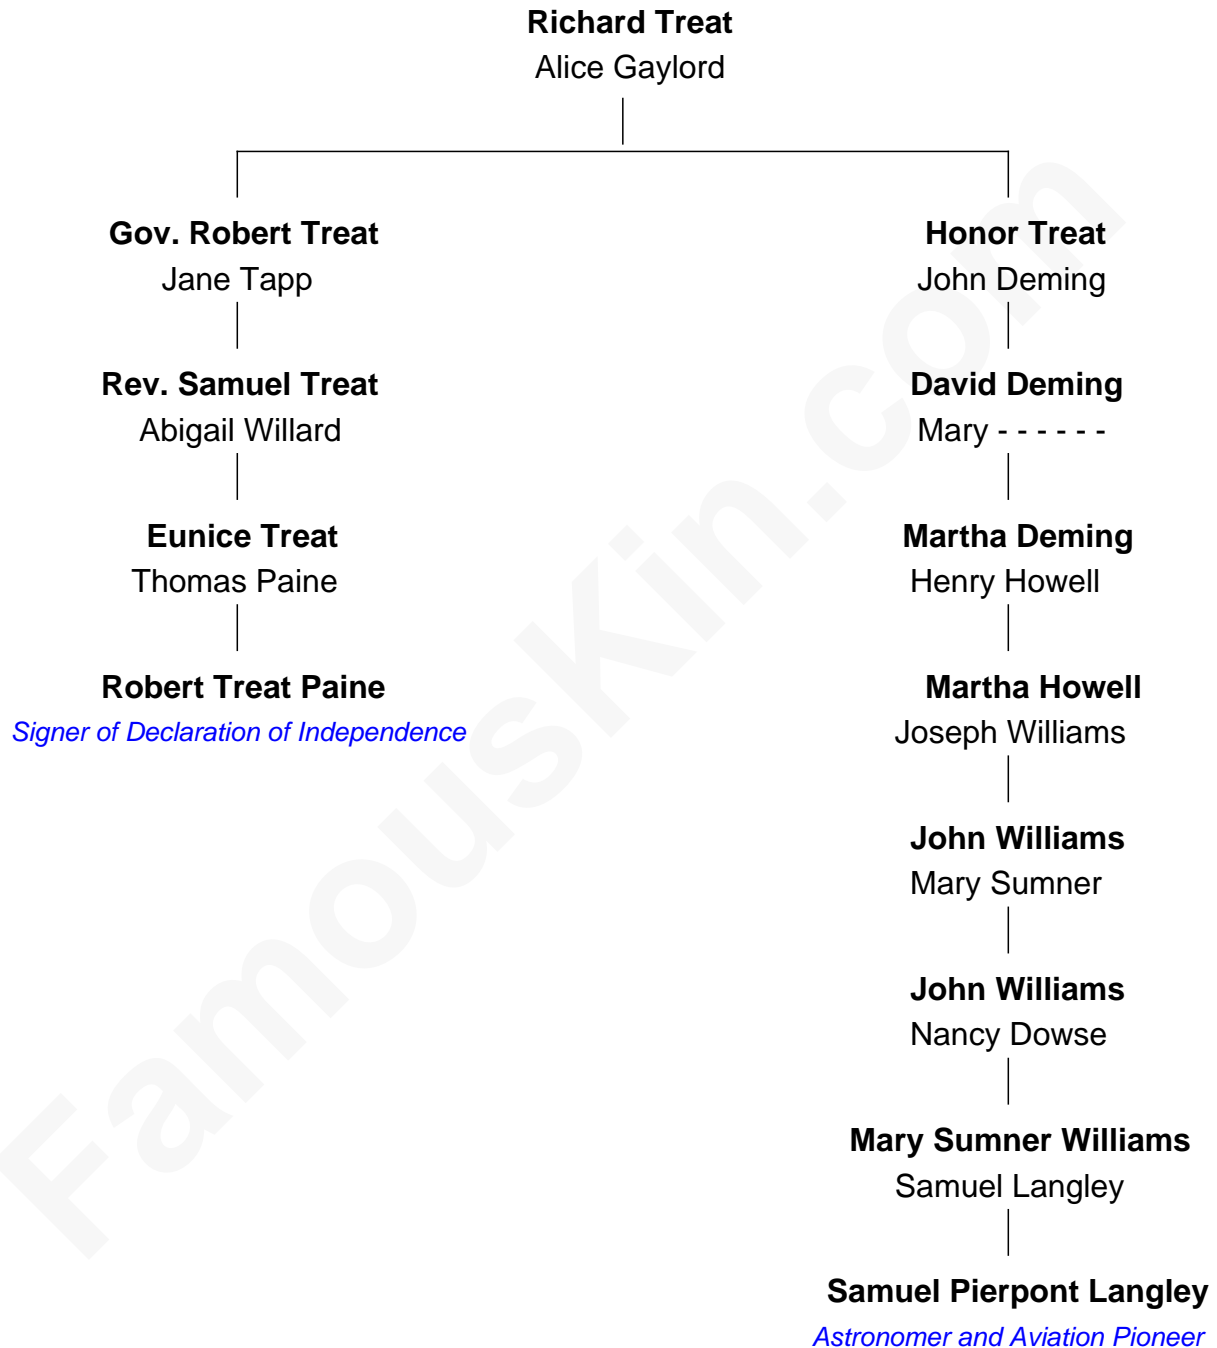 Richard Treat
Alice Gaylord
Gov. Robert Treat
Jane Tapp
Honor Treat
John Deming
Rev. Samuel Treat
Abigail Willard
David Deming
Mary - - - - - -
Eunice Treat
Thomas Paine
Martha Deming
Henry Howell
Robert Treat Paine
Signer of Declaration of Independence
Martha Howell
Joseph Williams
John Williams
Mary Sumner
John Williams
Nancy Dowse
Mary Sumner Williams
Samuel Langley
Samuel Pierpont Langley
Astronomer and Aviation Pioneer
FamousKin.com